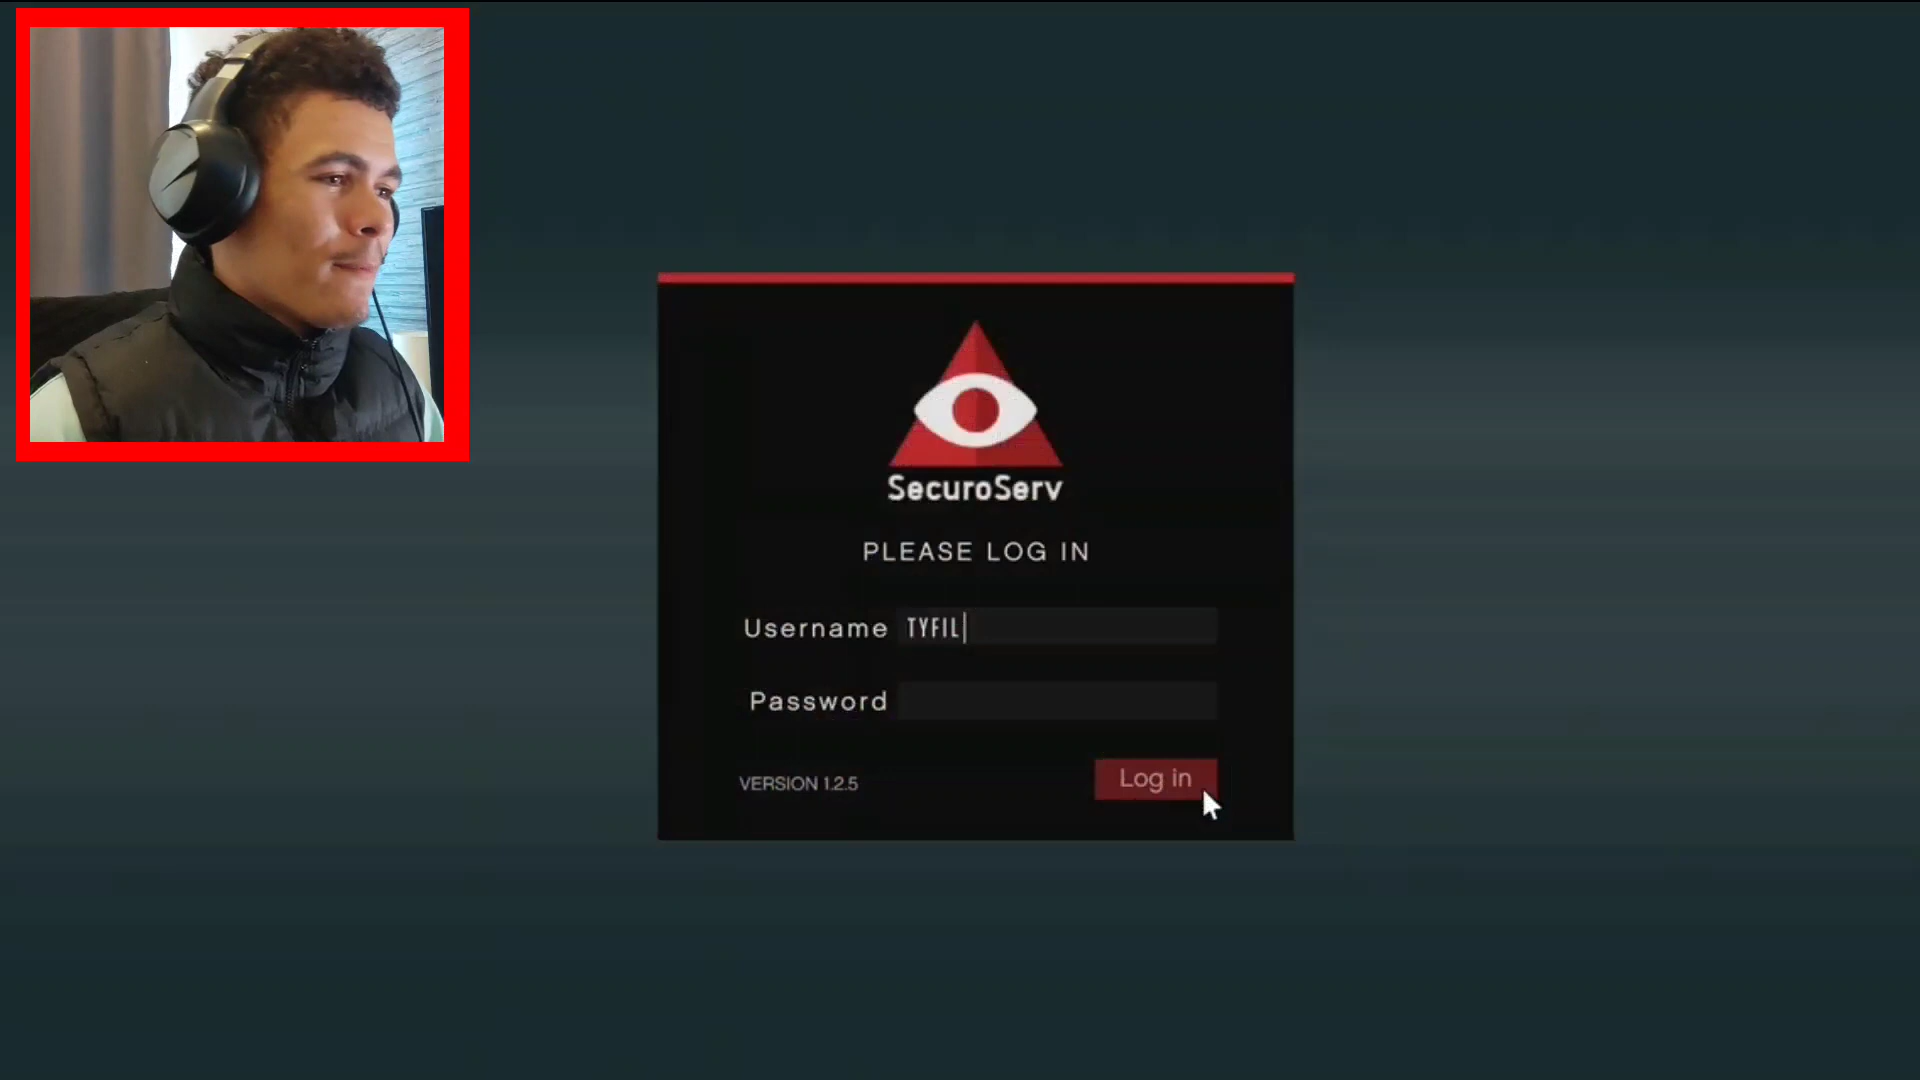 SecuroServ
PLEASE LOG IN
Username TYFIL
Password
VERSION 1.2.5 Log in